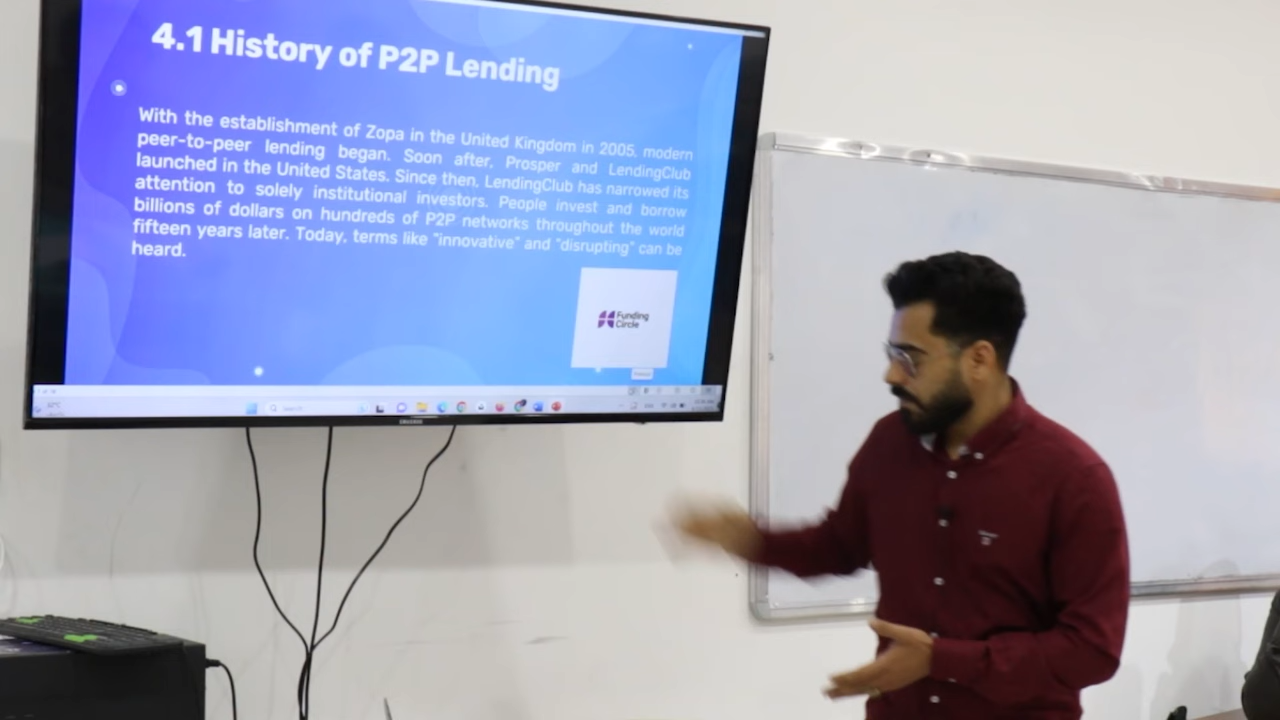 4.1 History of P2P Lending
With the establishment of Zopa in the United Kingdom in 2005, modern
peer-to-peer lending began. Soon after, Prosper and LendingClub
launched in the United States. Since then, LendingClub has narrowed its
attention to solely institutional investors. People invest and borrow
billions of dollars on hundreds of P2P networks throughout the world
fifteen years later. Today, terms like "innovative" and "disrupting" can be
heard.
Funding
Circle
Search